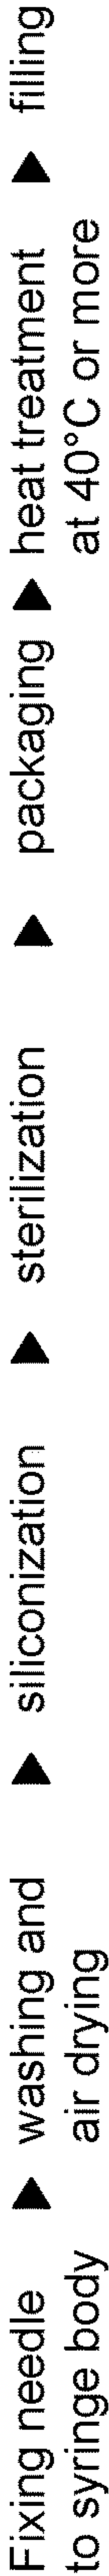 Fixing needle ▶ washing and ▶ siliconization ▶ sterilization ▶ packaging ▶ heat treatment ▶ filling
to syringe body air drying at 40°C or more